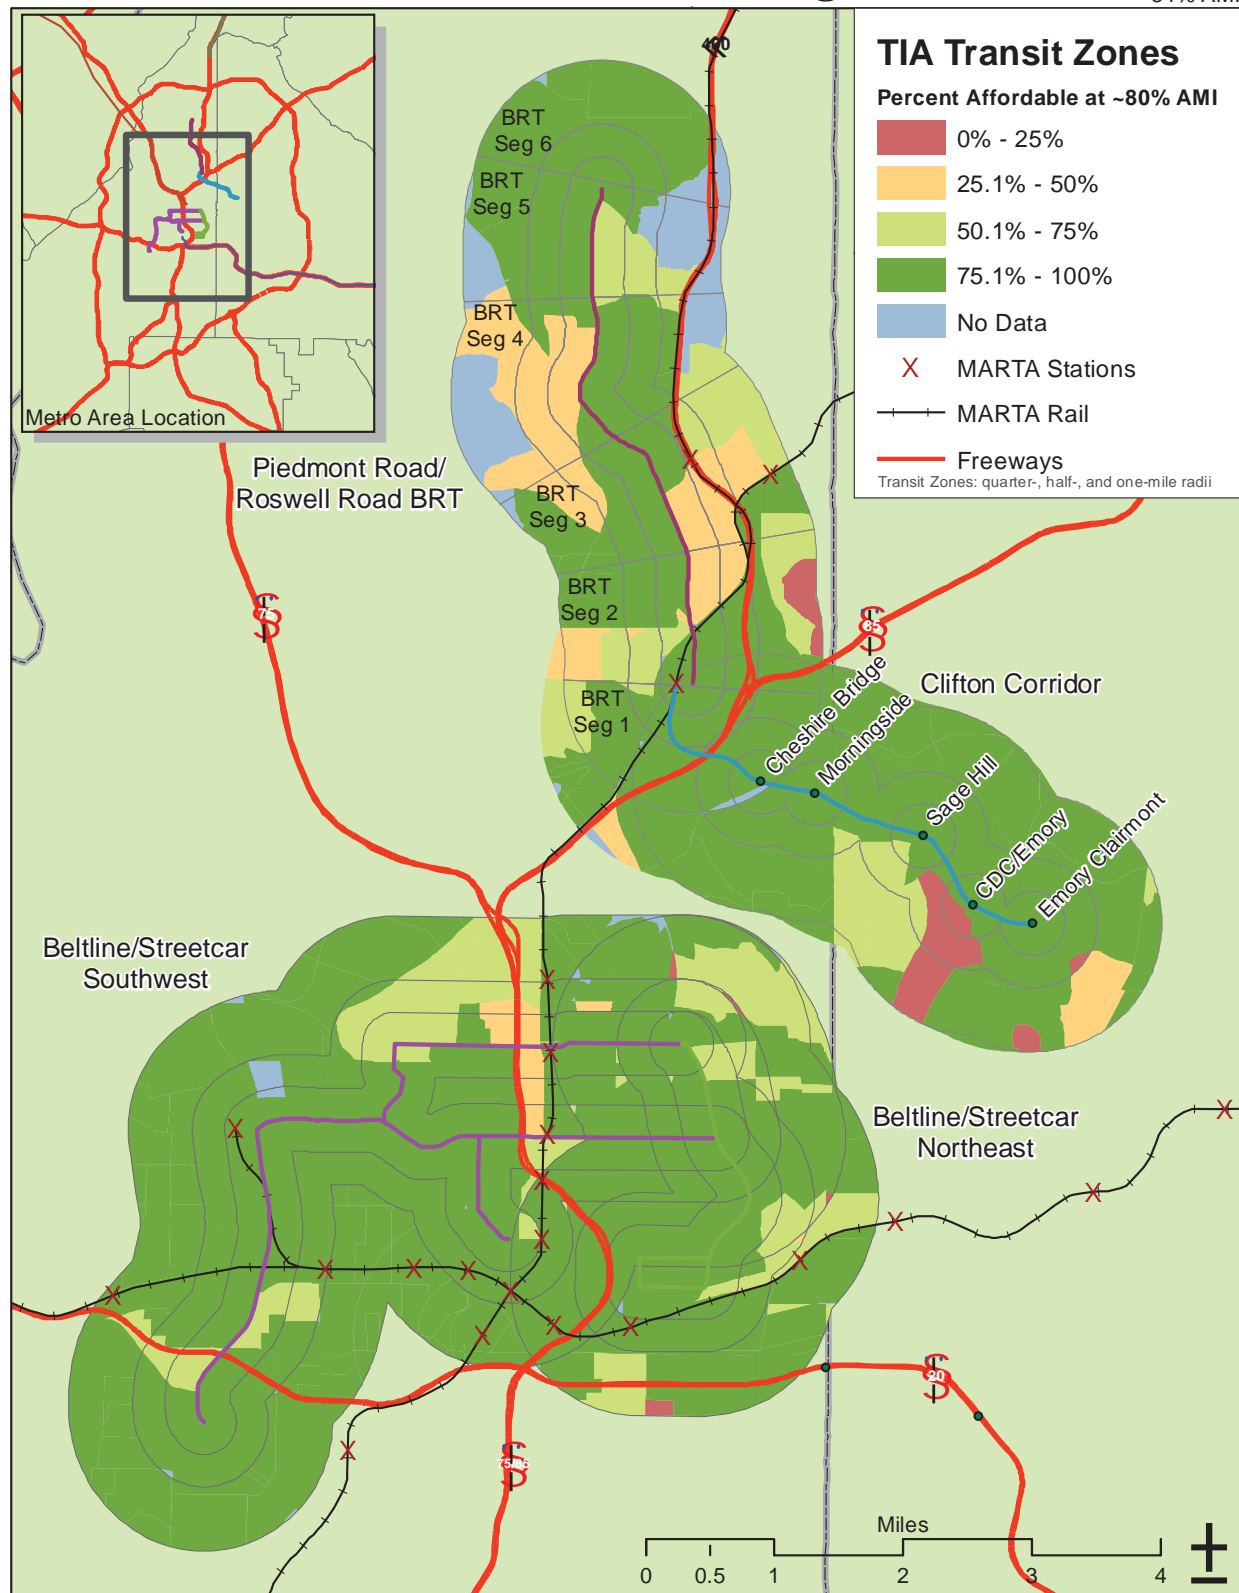 TIA Transit Zones
Percent Affordable at ~80% AMI
0% - 25%
25.1% - 50%
50.1% - 75%
75.1% - 100%
No Data
MARTA Stations
MARTA Rail
Freeways
Transit Zones: quarter-, half-, and one-mile radii
Metro Area Location
400
BRT
Seg 6
BRT
Seg 5
BRT
Seg 4
Piedmont Road/
Roswell Road BRT
BRT
Seg 3
BRT
Seg 2
75
85
BRT
Seg 1
Clifton Corridor
Cheshire Bridge
Morningside
Sage Hill
CDC/Emory
Emory Clairmont
Beltline/Streetcar
Southwest
Beltline/Streetcar
Northeast
20
75/85
Miles
0 0.5 1 2 3 4